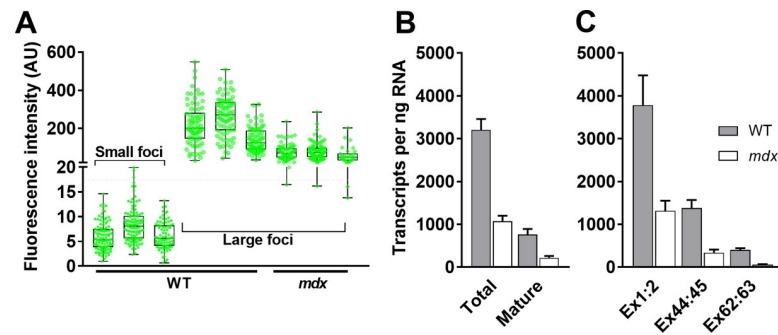 A
Fluorescence intensity (AU)
600
400
200
20
15
10
5
0
Small foci
Large foci
WT
mdx
B
Transcripts per ng RNA
5000
4000
3000
2000
1000
0
Total
Mature
C
5000
4000
3000
2000
1000
0
WT
mdx
Ex1:2
Ex44:45
Ex62:63